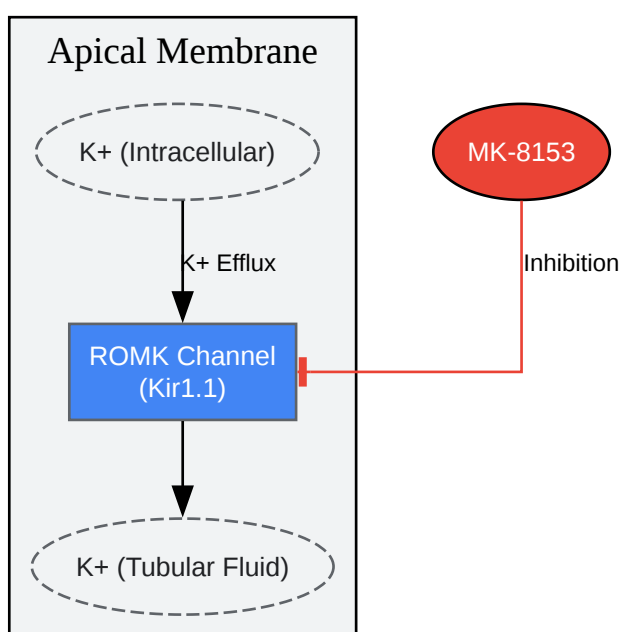 Apical Membrane
K+ (Intracellular)
MK-8153
K+ Efflux
Inhibition
ROMK Channel
(Kir1.1)
K+ (Tubular Fluid)